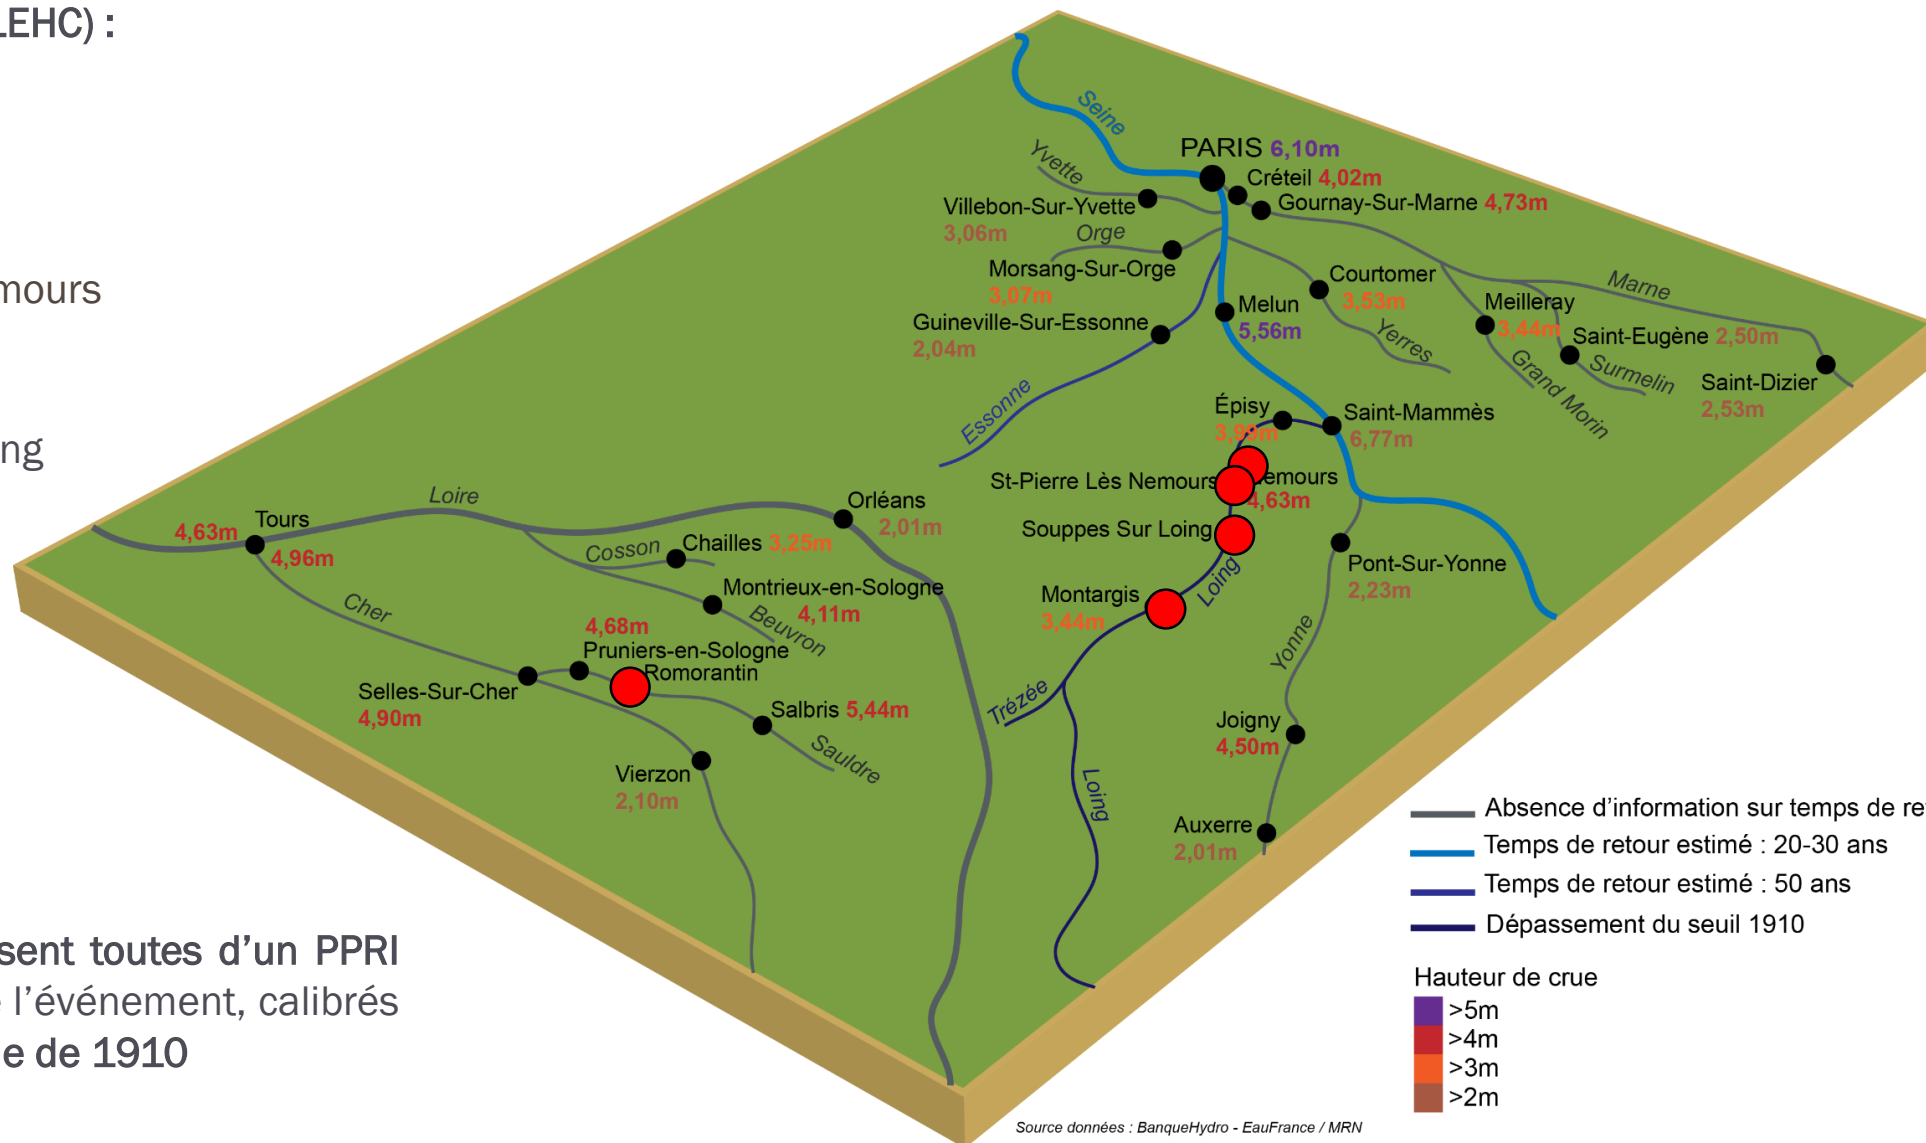 LEHC) :
mours
ng
sent toutes d’un PPRI
e l’événement, calibrés
e de 1910
Seine
PARIS 6,10m
Yvette
Créteil 4,02m
Gournay-Sur-Marne 4,73m
Villebon-Sur-Yvette
3,06m
Orge
Morsang-Sur-Orge
3,07m
Courtomer
3,53m
Marne
Meilleray
3,44m
Melun
5,56m
Guineville-Sur-Essonne
2,04m
Yerres
Saint-Eugène 2,50m
Surmelin
Grand Morin
Saint-Dizier
2,53m
Essonne
Épisy
3,99m
Saint-Mammès
6,77m
St-Pierre Lès Nemours
emours
4,63m
Souppes Sur Loing
Loing
Montargis
3,44m
Pont-Sur-Yonne
2,23m
Yonne
Trézée
Loing
Joigny
4,50m
Auxerre
2,01m
Loire
Orléans
2,01m
4,63m
Tours
4,96m
Cosson
Chailles 3,25m
Montrieux-en-Sologne
4,11m
Beuvron
Cher
4,68m
Pruniers-en-Sologne
Romorantin
Selles-Sur-Cher
4,90m
Salbris 5,44m
Sauldre
Vierzon
2,10m
Absence d’information sur temps de re
Temps de retour estimé : 20-30 ans
Temps de retour estimé : 50 ans
Dépassement du seuil 1910
Hauteur de crue
>5m
>4m
>3m
>2m
Source données : BanqueHydro - EauFrance / MRN